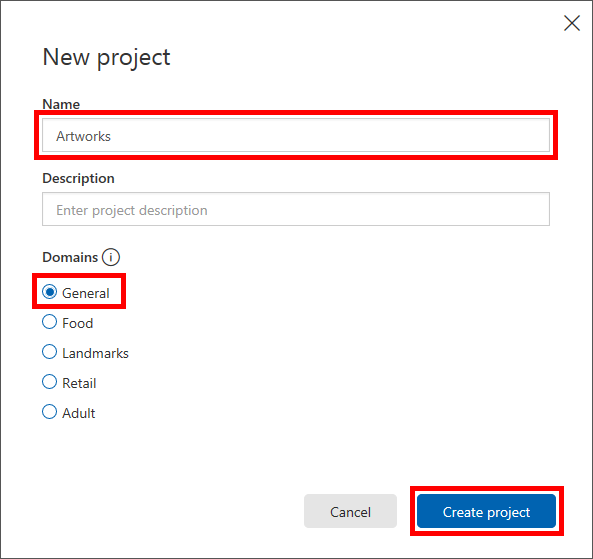 New project
Name
Artworks
Description
Enter project description
Domains i
General
Food
Landmarks
Retail
Adult
Cancel Create project